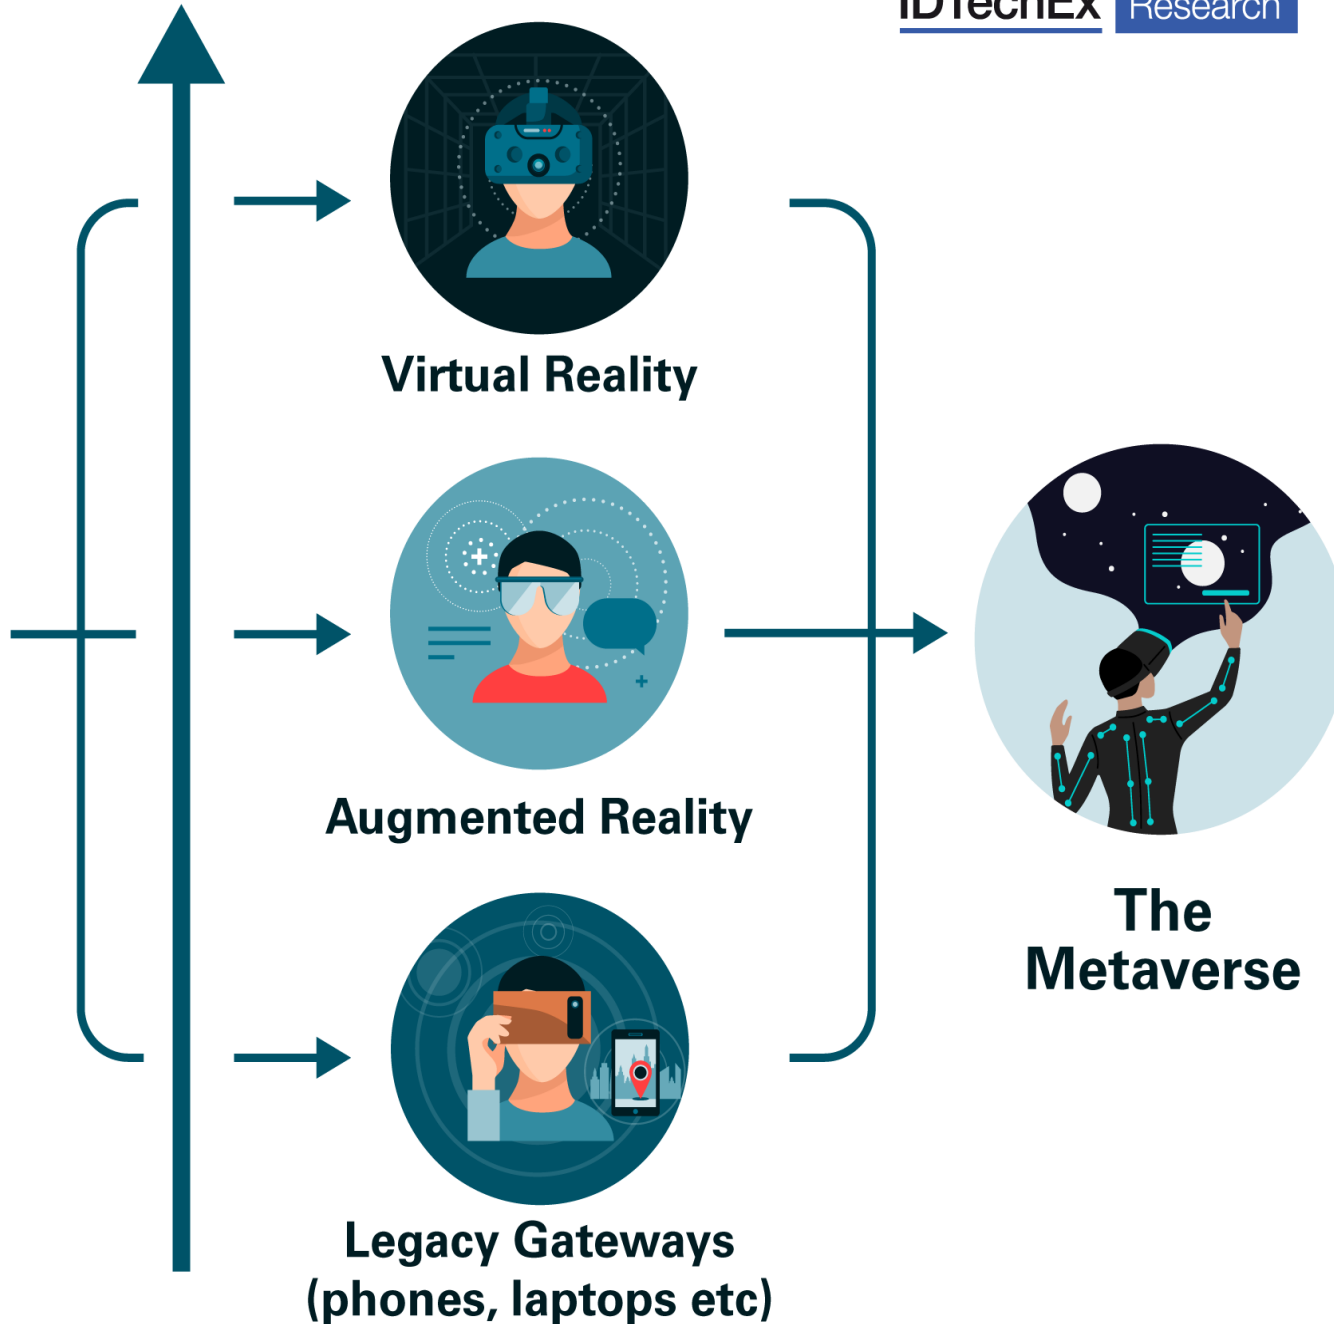 IDTechEx Research
Virtual Reality
Augmented Reality
The
Metaverse
Legacy Gateways
(phones, laptops etc)